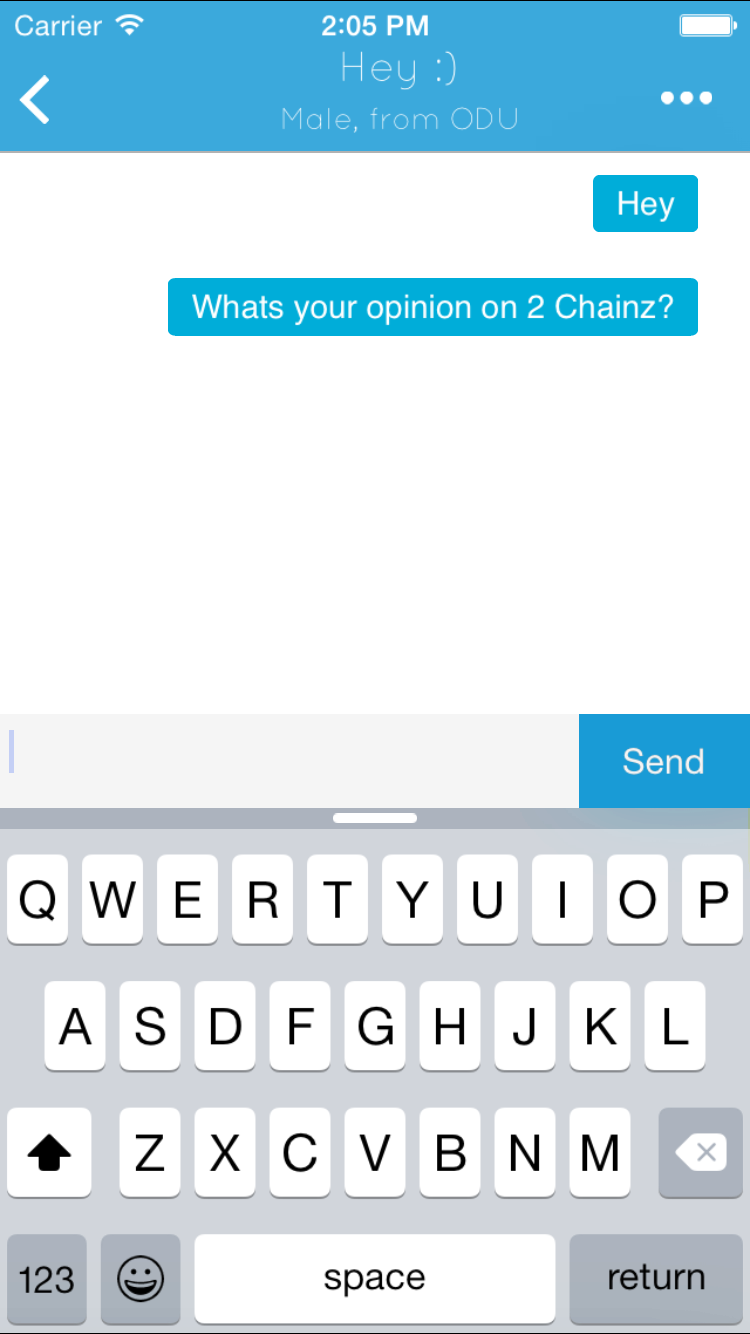 Carrier 2:05 PM
Hey :)
Male, from ODU
Hey
Whats your opinion on 2 Chainz?
Send
Q W E R T Y U I O P
A S D F G H J K L
Z X C V B N M
123 space return